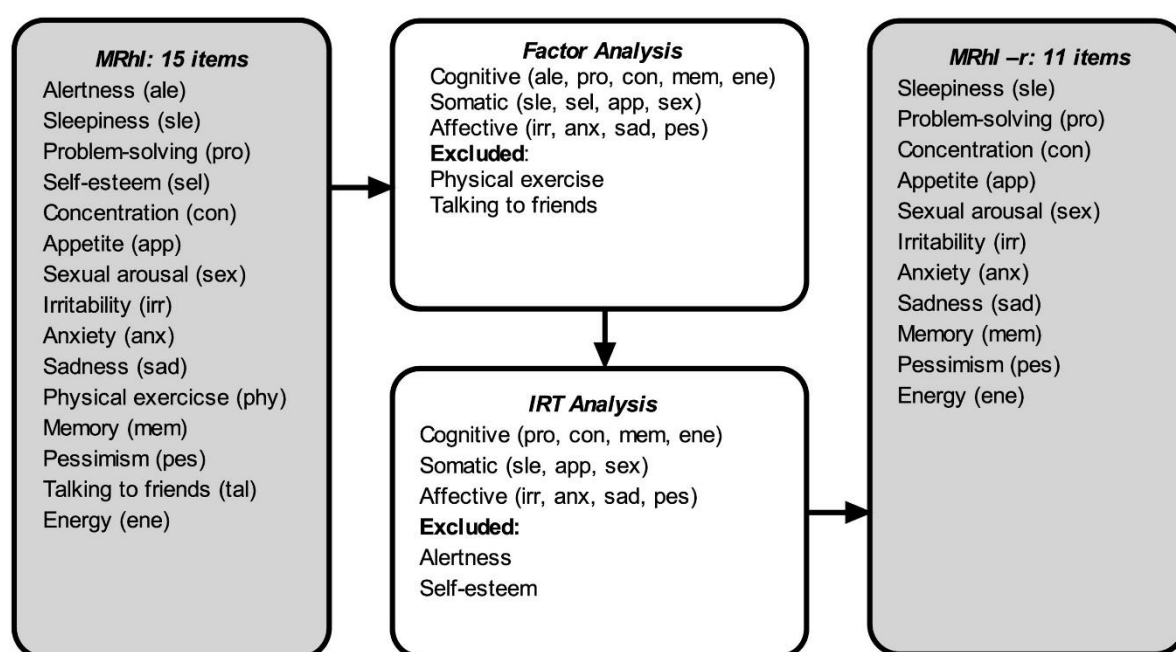 MRhI: 15 items
Alertness (ale)
Sleepiness (sle)
Problem-solving (pro)
Self-esteem (sel)
Concentration (con)
Appetite (app)
Sexual arousal (sex)
Irritability (irr)
Anxiety (anx)
Sadness (sad)
Physical exercicse (phy)
Memory (mem)
Pessimism (pes)
Talking to friends (tal)
Energy (ene)
Factor Analysis
Cognitive (ale, pro, con, mem, ene)
Somatic (sle, sel, app, sex)
Affective (irr, anx, sad, pes)
Excluded:
Physical exercise
Talking to friends
IRT Analysis
Cognitive (pro, con, mem, ene)
Somatic (sle, app, sex)
Affective (irr, anx, sad, pes)
Excluded:
Alertness
Self-esteem
MRhI –r: 11 items
Sleepiness (sle)
Problem-solving (pro)
Concentration (con)
Appetite (app)
Sexual arousal (sex)
Irritability (irr)
Anxiety (anx)
Sadness (sad)
Memory (mem)
Pessimism (pes)
Energy (ene)